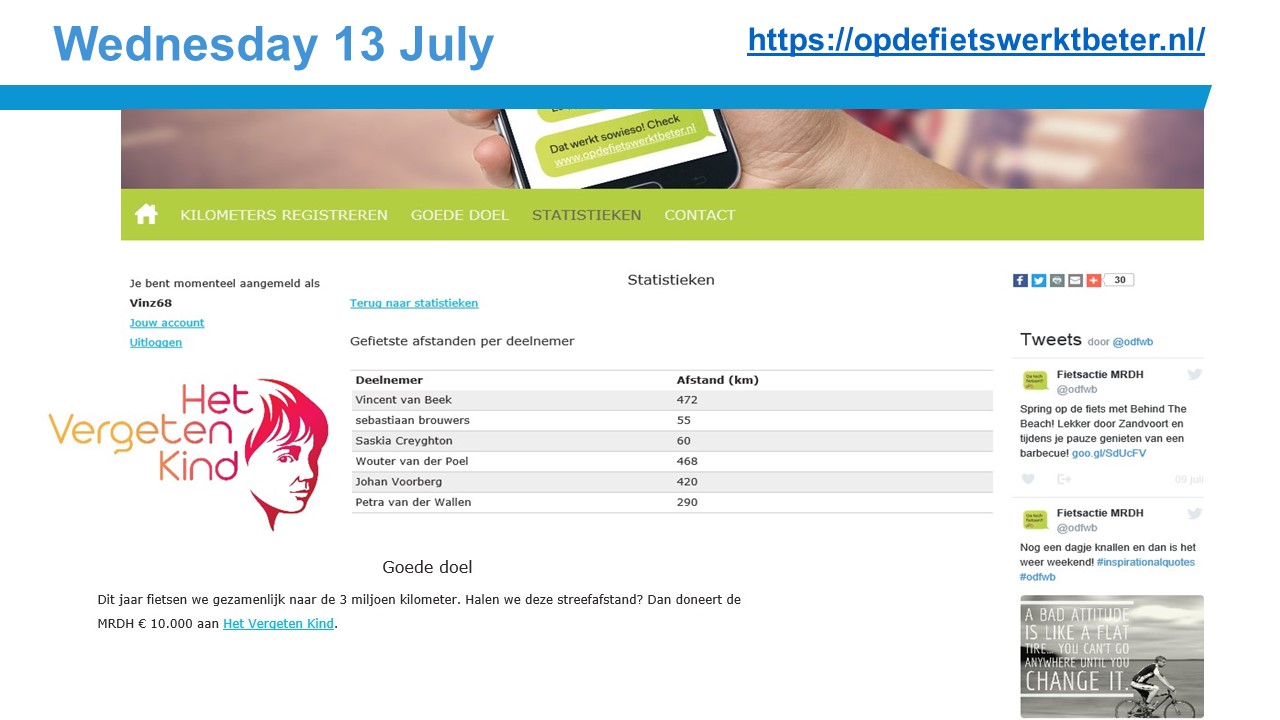 Wednesday 13 July
https://opdefietswerktbeter.nl/
Dat werkt sowieso! Check
www.opdefietswerktbeter.nl
KILOMETERS REGISTREREN GOEDE DOEL STATISTIEKEN CONTACT
Je bent momenteel aangemeld als
Vinz68
Jouw account
Uitloggen
Het
Vergeten
Kind
Statistieken
Terug naar statistieken
Gefietste afstanden per deelnemer
Deelnemer Afstand (km)
Vincent van Beek 472
sebastiaan brouwers 55
Saskia Creyghton 60
Wouter van der Poel 468
Johan Voorberg 420
Petra van der Wallen 290
Goede doel
Dit jaar fietsen we gezamenlijk naar de 3 miljoen kilometer. Halen we deze streefafstand? Dan doneert de
MRDH € 10.000 aan Het Vergeten Kind.
30
Tweets door @odfwb
Fietsactie MRDH
@odfwb
Spring op de fiets met Behind The
Beach! Lekker door Zandvoort en
tijdens je pauze genieten van een
barbecue! goo.gl/SdUcFV
09 juli
Fietsactie MRDH
@odfwb
Nog een dagje knallen en dan is het
weer weekend! #inspirationalquotes
#odfwb
A BAD ATTITUDE
IS LIKE A FLAT
TIRE... YOU CAN'T GO
ANYWHERE UNTIL YOU
CHANGE IT.